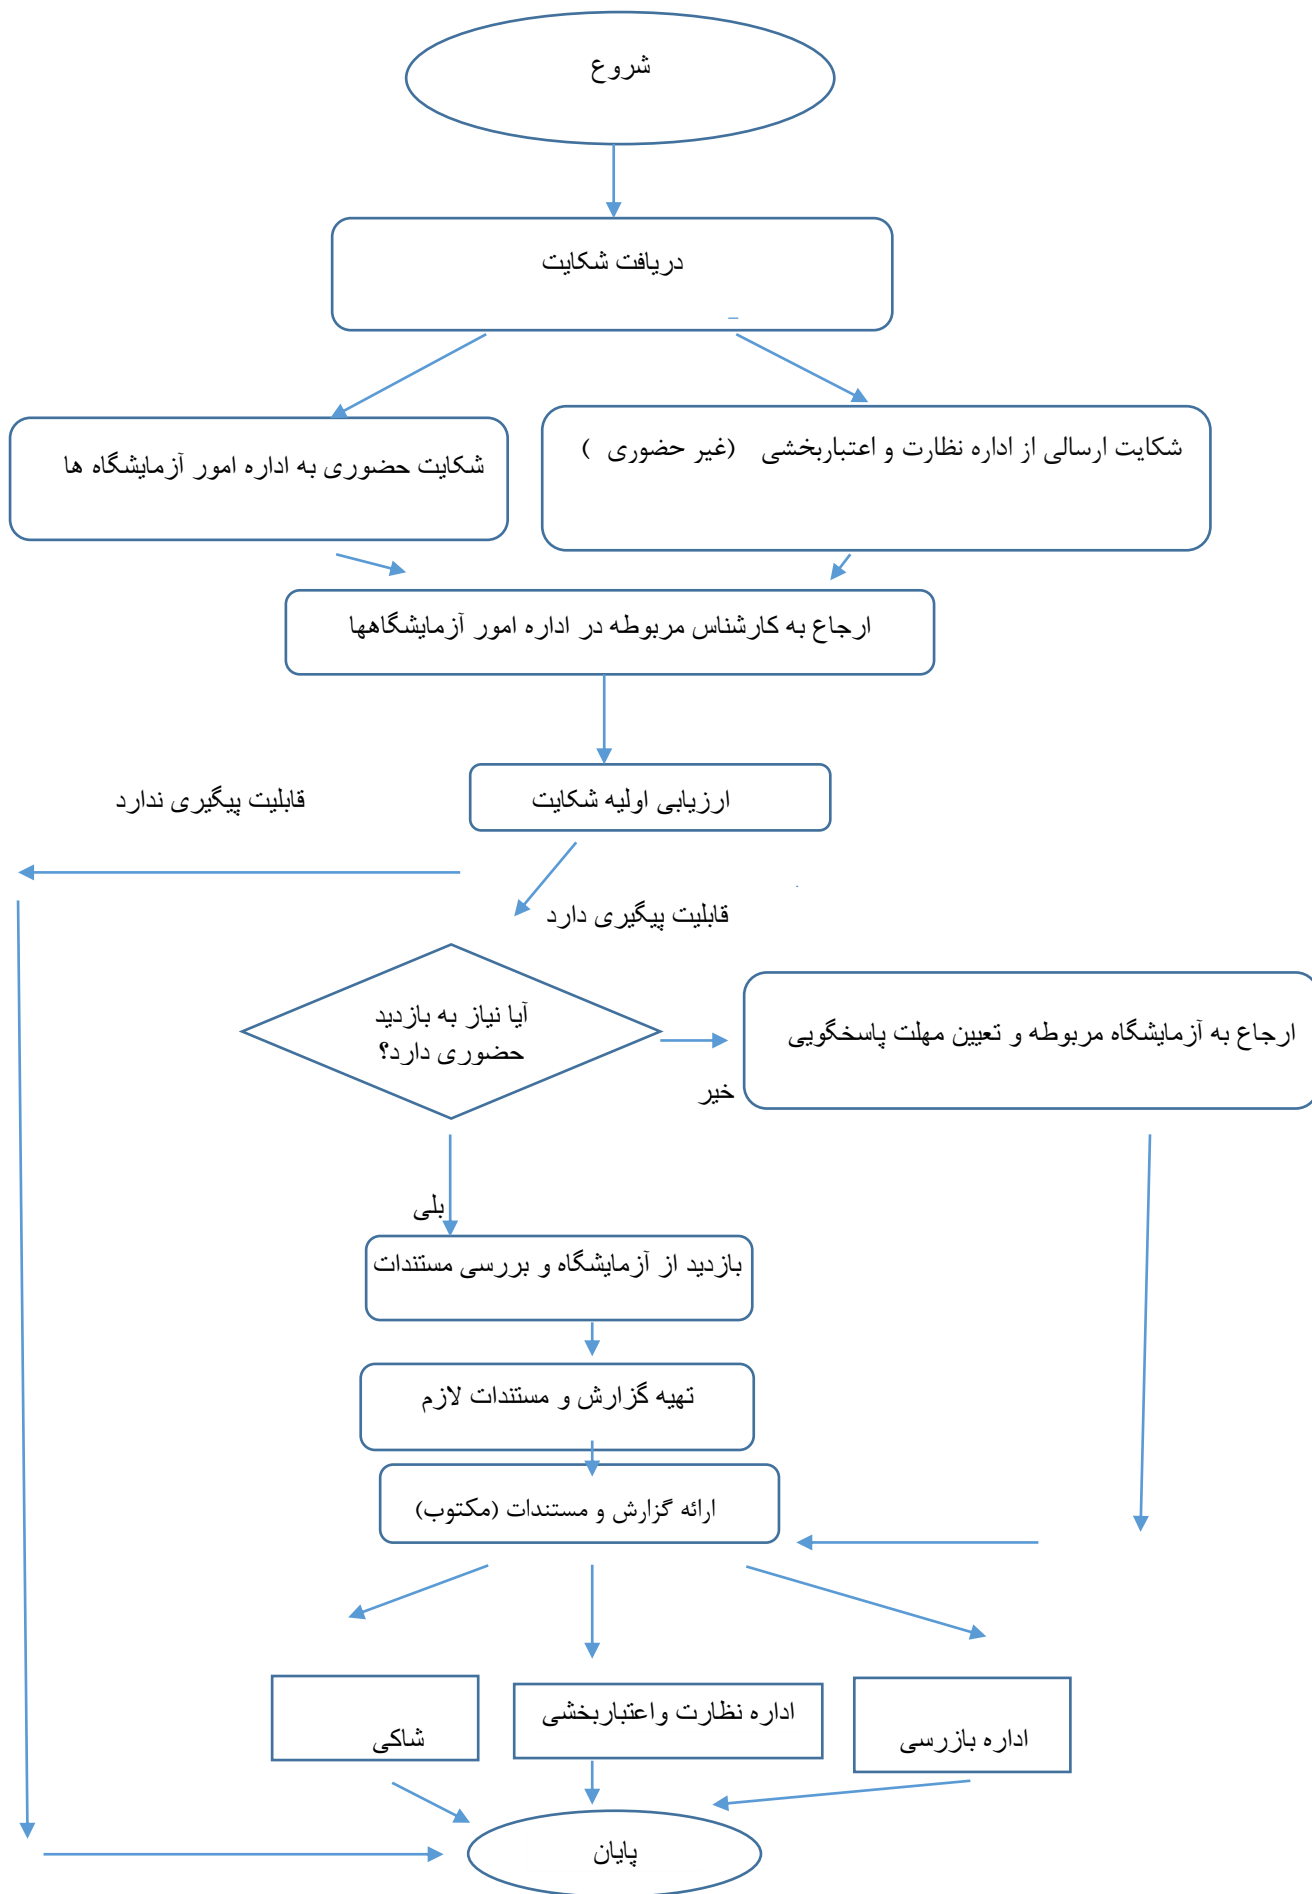 شروع
دریافت شکایت
شکایت ارسالی از اداره نظارت و اعتباربخشی (غیر حضوری )
شکایت حضوری به اداره امور آزمایشگاه ها
ارجاع به کارشناس مربوطه در اداره امور آزمایشگاهها
ارزیابی اولیه شکایت
قابلیت پیگیری ندارد
قابلیت پیگیری دارد
آیا نیاز به بازدید
حضوری دارد؟
خیر
ارجاع به آزمایشگاه مربوطه و تعیین مهلت پاسخگویی
بلی
بازدید از آزمایشگاه و بررسی مستندات
تهیه گزارش و مستندات لازم
ارائه گزارش و مستندات (مکتوب)
اداره بازرسی
اداره نظارت واعتباربخشی
شاکی
پایان